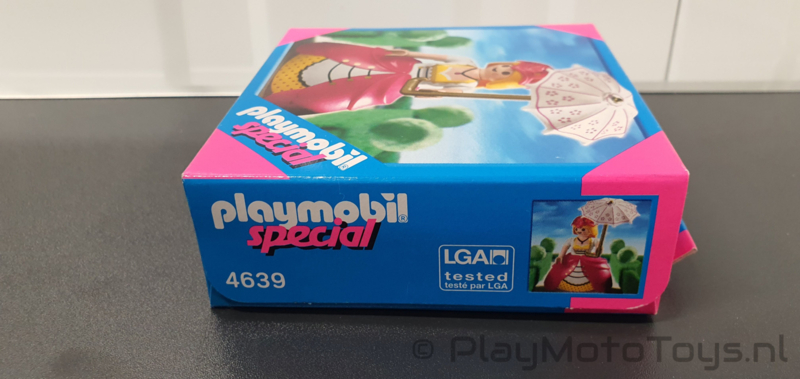 playmobil
special
playmobil®
special
4639
LGA
tested
testé par LGA
© PlayMotoToys.nl